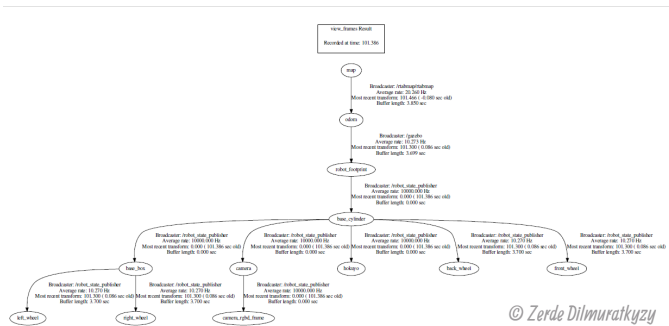 view_frames Result
Recorded at time: 101.386
map
Broadcaster: /rtabmap/rtabmap
Average rate: 20.260 Hz
Most recent transform: 101.466 ( -0.080 sec old)
Buffer length: 3.850 sec
odom
Broadcaster: /gazebo
Average rate: 10.273 Hz
Most recent transform: 101.300 ( 0.086 sec old)
Buffer length: 3.699 sec
robot_footprint
Broadcaster: /robot_state_publisher
Average rate: 10000.000 Hz
Most recent transform: 0.000 ( 101.386 sec old)
Buffer length: 0.000 sec
base_cylinder
Broadcaster: /robot_state_publisher
Average rate: 10000.000 Hz
Most recent transform: 0.000 ( 101.386 sec old)
Buffer length: 0.000 sec
Broadcaster: /robot_state_publisher
Average rate: 10000.000 Hz
Most recent transform: 0.000 ( 101.386 sec old)
Buffer length: 0.000 sec
Broadcaster: /robot_state_publisher
Average rate: 10000.000 Hz
Most recent transform: 0.000 ( 101.386 sec old)
Buffer length: 0.000 sec
Broadcaster: /robot_state_publisher
Average rate: 10.270 Hz
Most recent transform: 101.300 ( 0.086 sec old)
Buffer length: 3.700 sec
Broadcaster: /robot_state_publisher
Average rate: 10.270 Hz
Most recent transform: 101.300 ( 0.086 sec old)
Buffer length: 3.700 sec
base_box
camera
hokuyo
back_wheel
front_wheel
Broadcaster: /robot_state_publisher
Average rate: 10.270 Hz
Most recent transform: 101.300 ( 0.086 sec old)
Buffer length: 3.700 sec
Broadcaster: /robot_state_publisher
Average rate: 10.270 Hz
Most recent transform: 101.300 ( 0.086 sec old)
Buffer length: 3.700 sec
Broadcaster: /robot_state_publisher
Average rate: 10000.000 Hz
Most recent transform: 0.000 ( 101.386 sec old)
Buffer length: 0.000 sec
left_wheel
right_wheel
camera_rgbd_frame
© Zerde Dilmuratkyzy